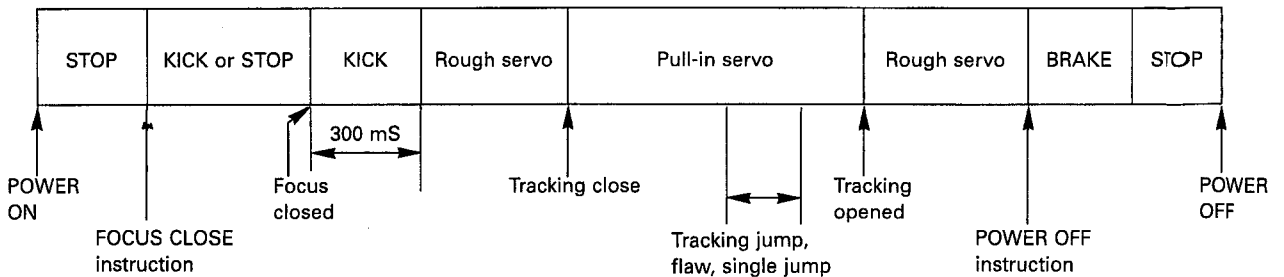 STOP
KICK or STOP
KICK
Rough servo
Pull-in servo
Rough servo
BRAKE
STOP
300 mS
POWER
ON
Focus
closed
Tracking close
Tracking
opened
POWER
OFF
FOCUS CLOSE
instruction
Tracking jump,
flaw, single jump
POWER OFF
instruction